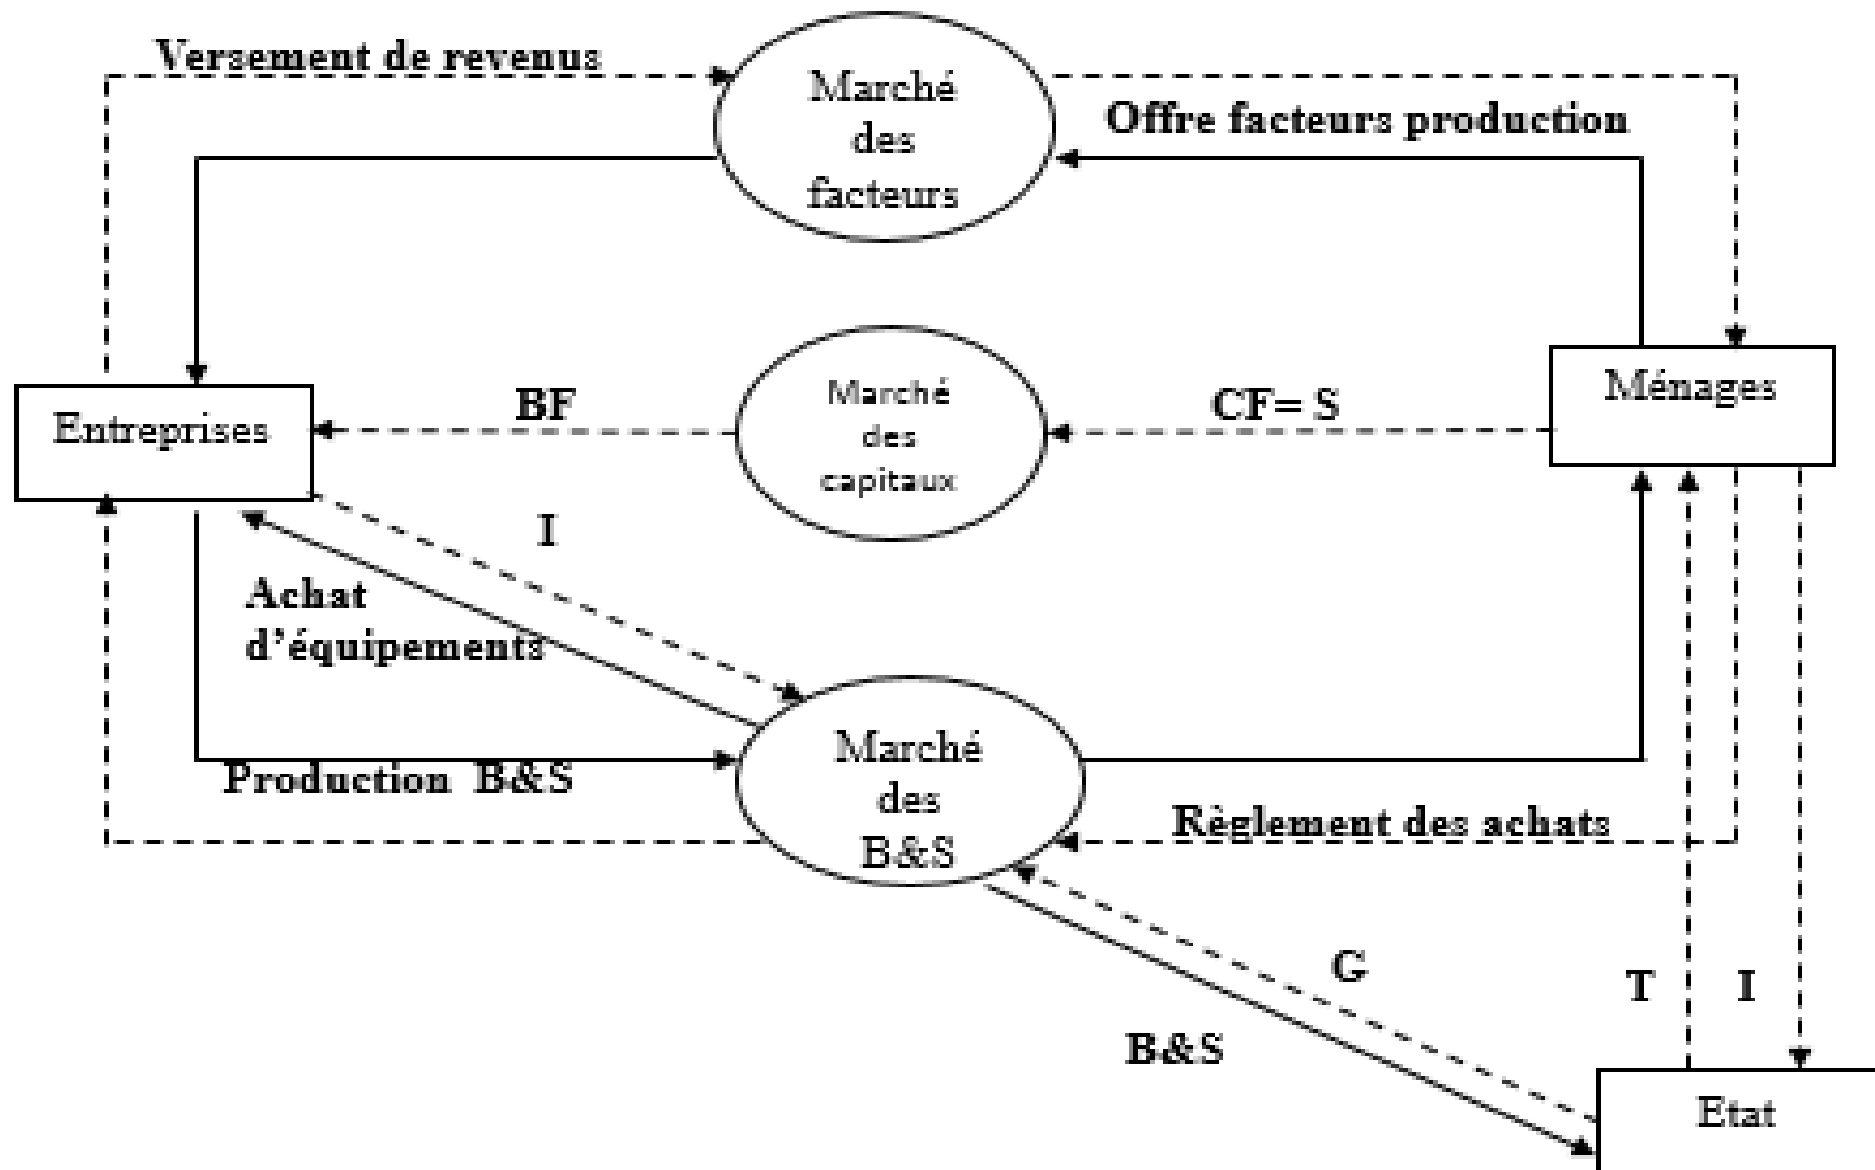 Versement de revenus
Marché
des
facteurs
Offre facteurs production
Entreprises
BF
Marché
des
capitaux
CF= S
Ménages
I
Achat
d’équipements
Production B&S
Marché
des
B&S
Règlement des achats
G
B&S
T
I
Etat